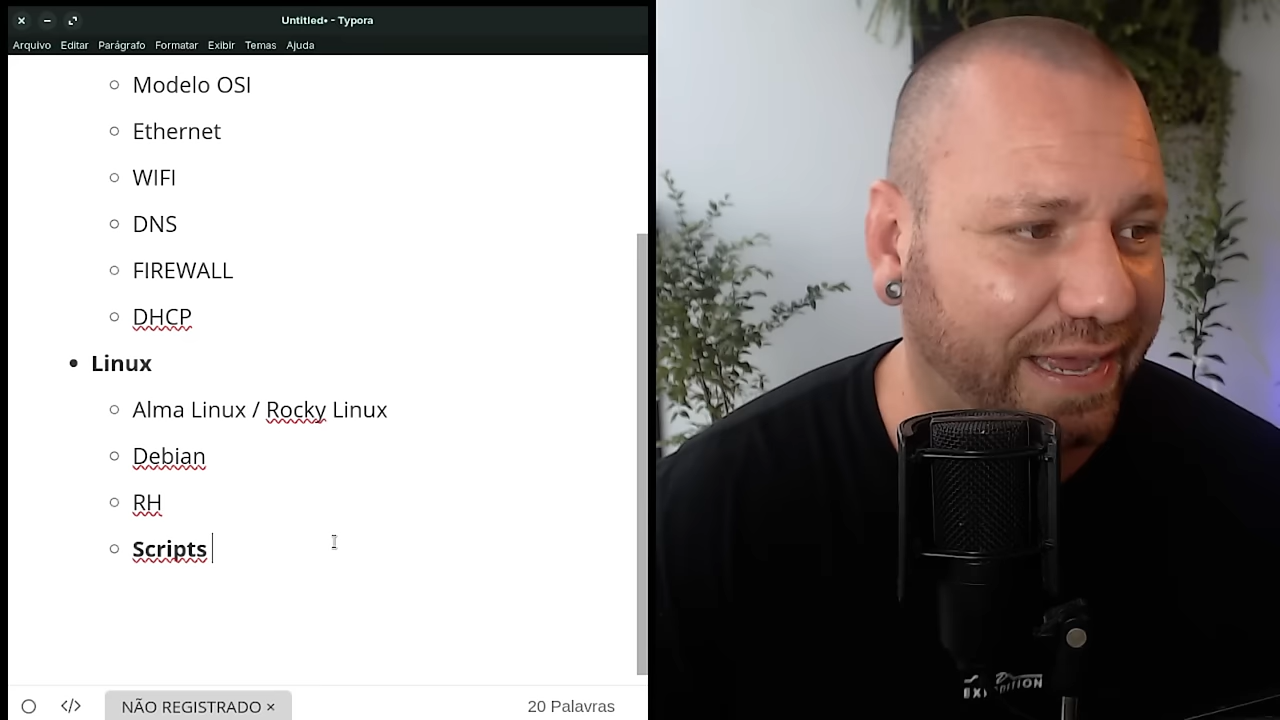 Untitled• - Typora
Arquivo Editar Parágrafo Formatar Exibir Temas Ajuda
Modelo OSI
Ethernet
WIFI
DNS
FIREWALL
DHCP
Linux
Alma Linux / Rocky Linux
Debian
RH
Scripts
NÃO REGISTRADO ×
20 Palavras